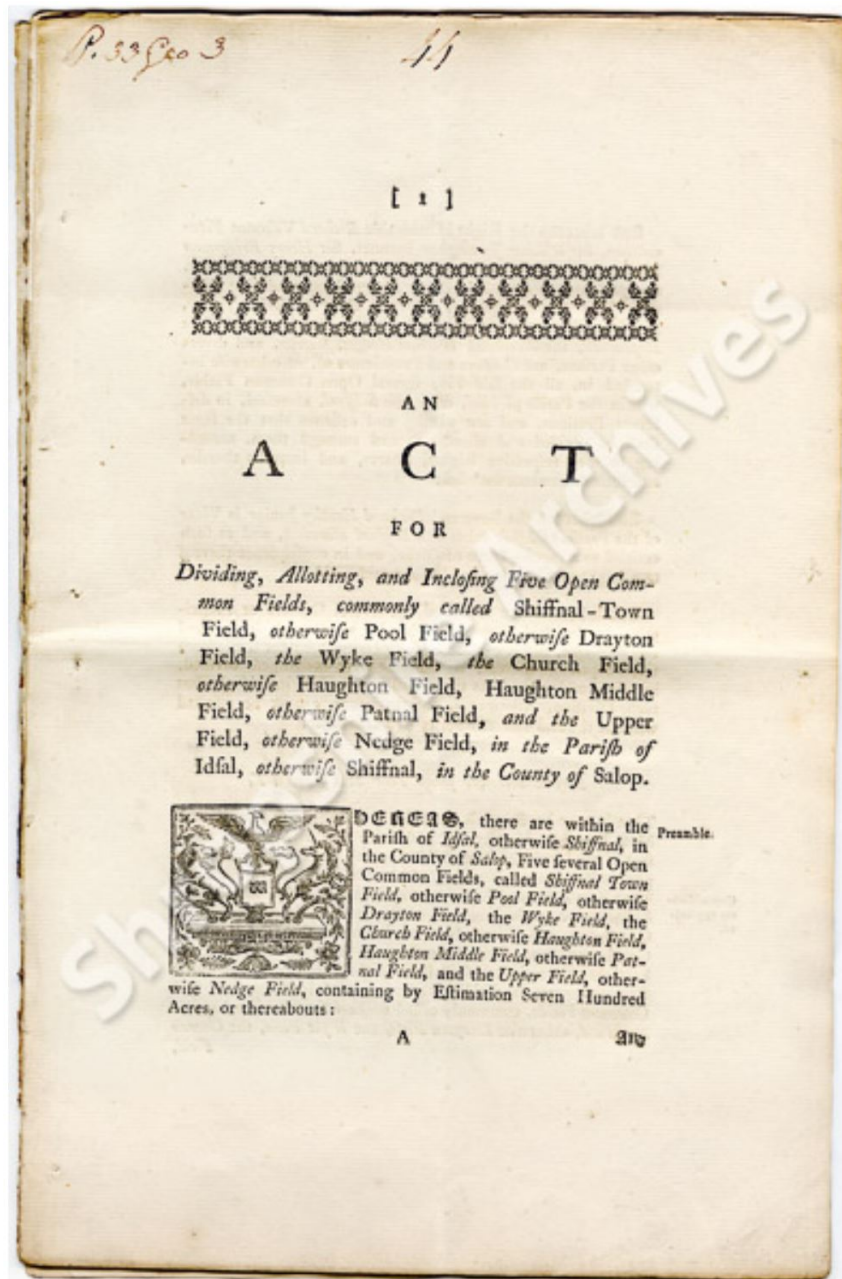 P. 33 Geo 3
44
[ 1 ]
AN
ACT
FOR
Dividing, Allotting, and Incloſing Five Open Com-
mon Fields, commonly called Shiffnal-Town
Field, otherwiſe Pool Field, otherwiſe Drayton
Field, the Wyke Field, the Church Field,
otherwiſe Haughton Field, Haughton Middle
Field, otherwiſe Patnal Field, and the Upper
Field, otherwiſe Nedge Field, in the Pariſh of
Idſal, otherwiſe Shiffnal, in the County of Salop.
HEREAS, there are within the
Preamble.
Pariſh of Idſal, otherwiſe Shiffnal, in
the County of Salop, Five ſeveral Open
Common Fields, called Shiffnal Town
Field, otherwiſe Pool Field, otherwiſe
Drayton Field, the Wyke Field, the
Church Field, otherwiſe Haughton Field,
Haughton Middle Field, otherwiſe Pat-
nal Field, and the Upper Field, other-
wiſe Nedge Field, containing by Eſtimation Seven Hundred
Acres, or thereabouts:
A
And
Shropshire Archives